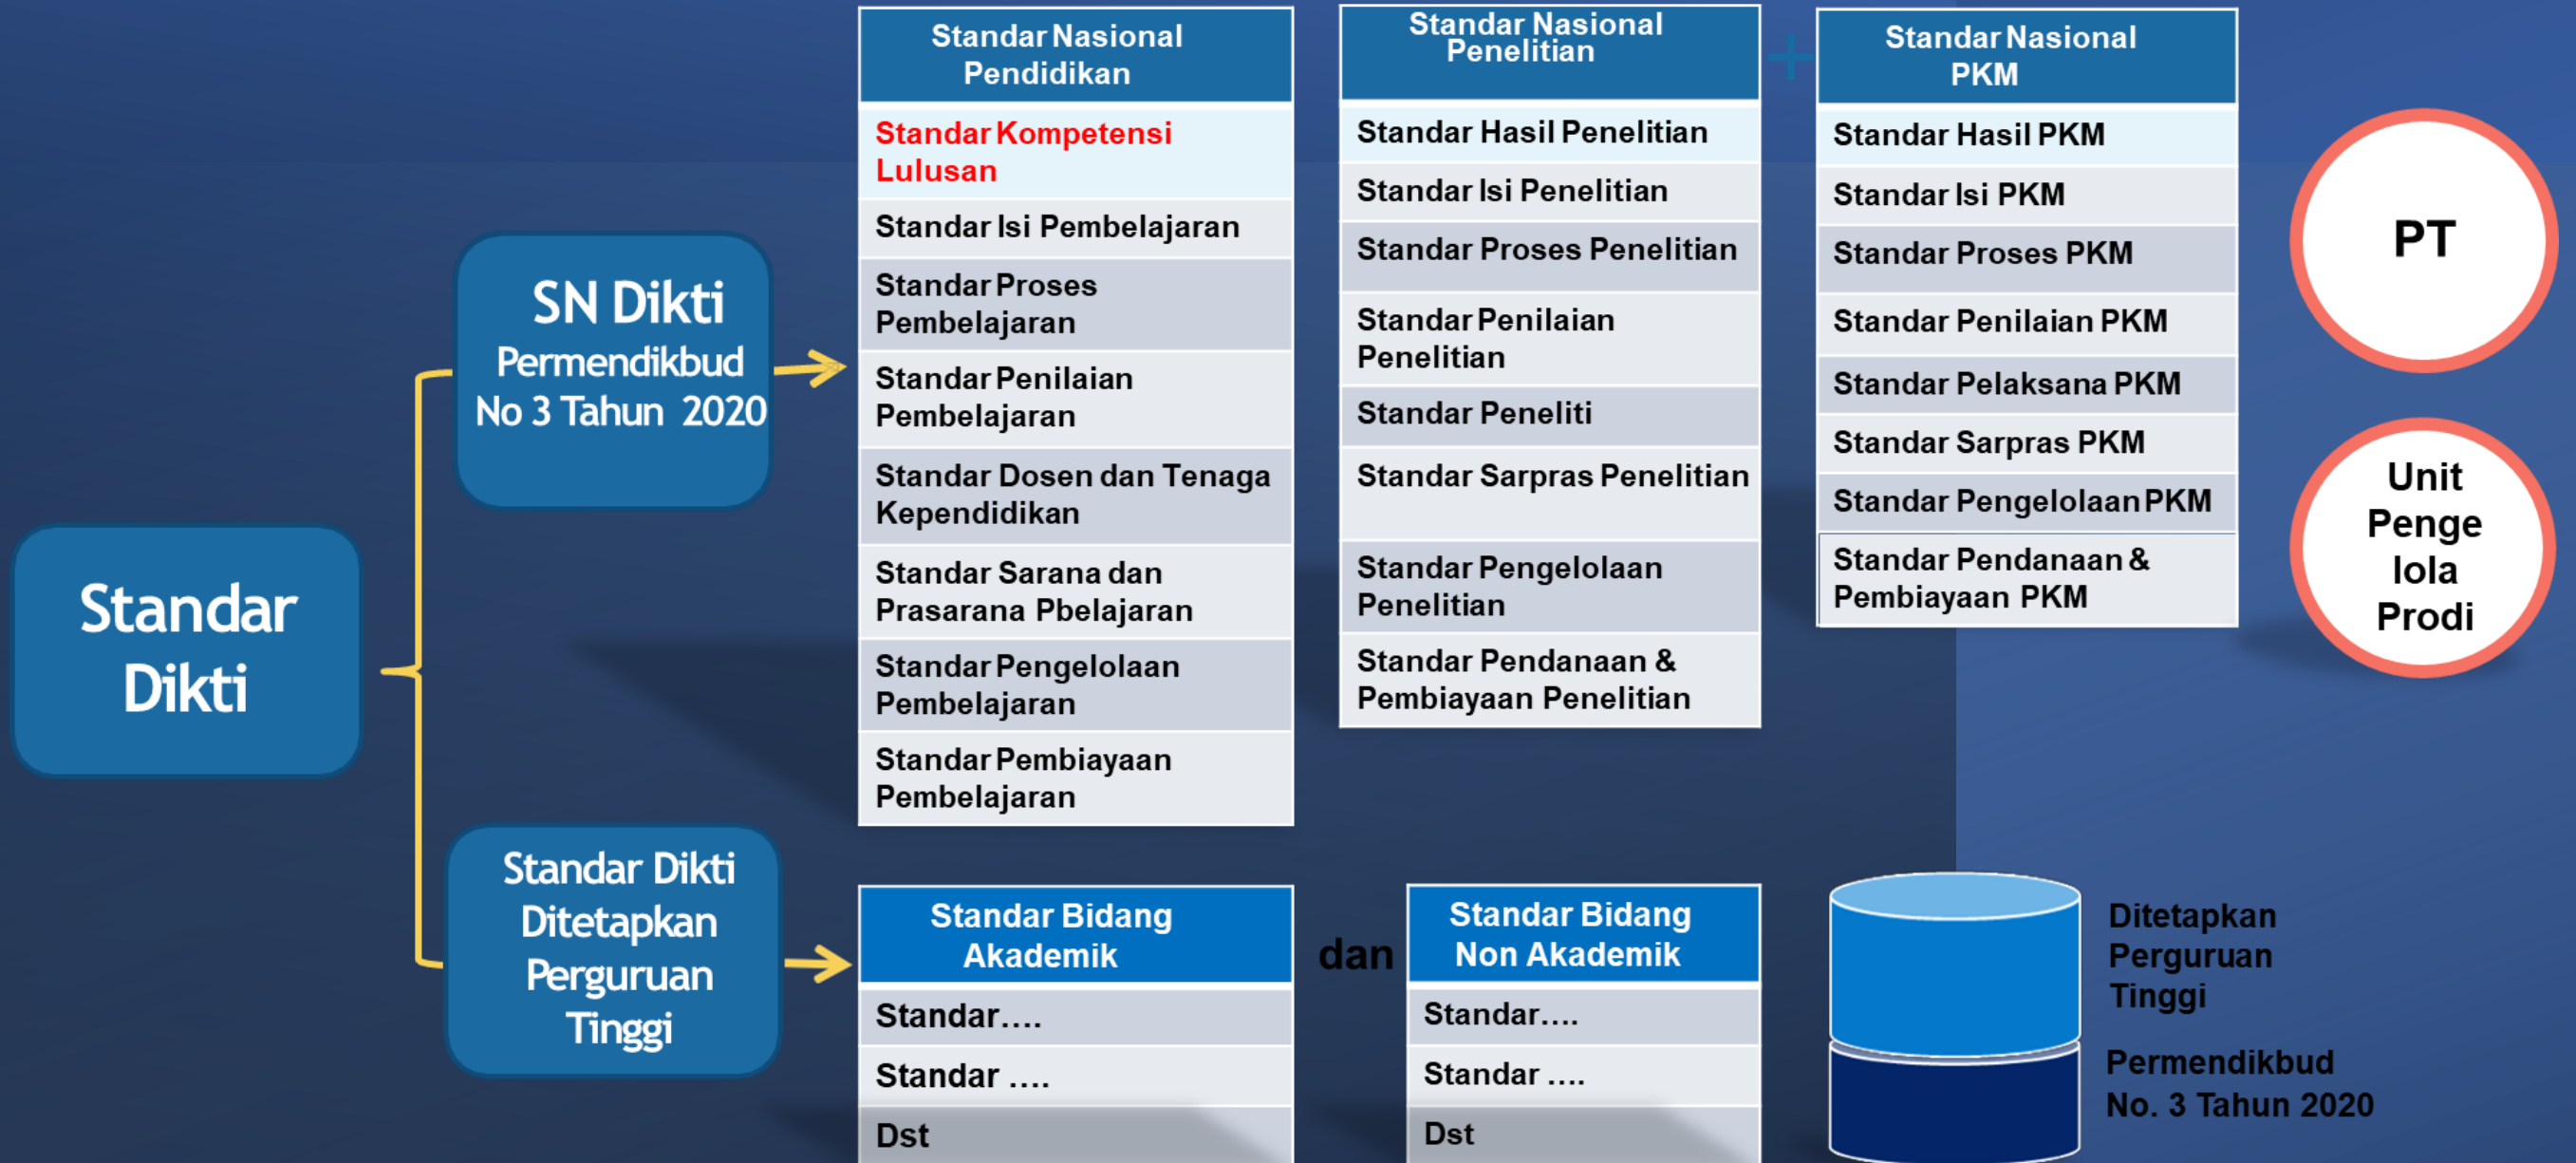 Standar
Dikti
SN Dikti
Permendikbud
No 3 Tahun 2020
Standar Nasional
Pendidikan
Standar Kompetensi
Lulusan
Standar Isi Pembelajaran
Standar Proses
Pembelajaran
Standar Penilaian
Pembelajaran
Standar Dosen dan Tenaga
Kependidikan
Standar Sarana dan
Prasarana Pbelajaran
Standar Pengelolaan
Pembelajaran
Standar Pembiayaan
Pembelajaran
Standar Nasional
Penelitian
Standar Hasil Penelitian
Standar Isi Penelitian
Standar Proses Penelitian
Standar Penilaian
Penelitian
Standar Peneliti
Standar Sarpras Penelitian
Standar Pengelolaan
Penelitian
Standar Pendanaan &
Pembiayaan Penelitian
+
Standar Nasional
PKM
Standar Hasil PKM
Standar Isi PKM
Standar Proses PKM
Standar Penilaian PKM
Standar Pelaksana PKM
Standar Sarpras PKM
Standar Pengelolaan PKM
Standar Pendanaan &
Pembiayaan PKM
PT
Unit
Penge
lola
Prodi
Standar Dikti
Ditetapkan
Perguruan
Tinggi
Standar Bidang
Akademik
Standar....
Standar ....
Dst
dan
Standar Bidang
Non Akademik
Standar....
Standar ....
Dst
Ditetapkan
Perguruan
Tinggi
Permendikbud
No. 3 Tahun 2020